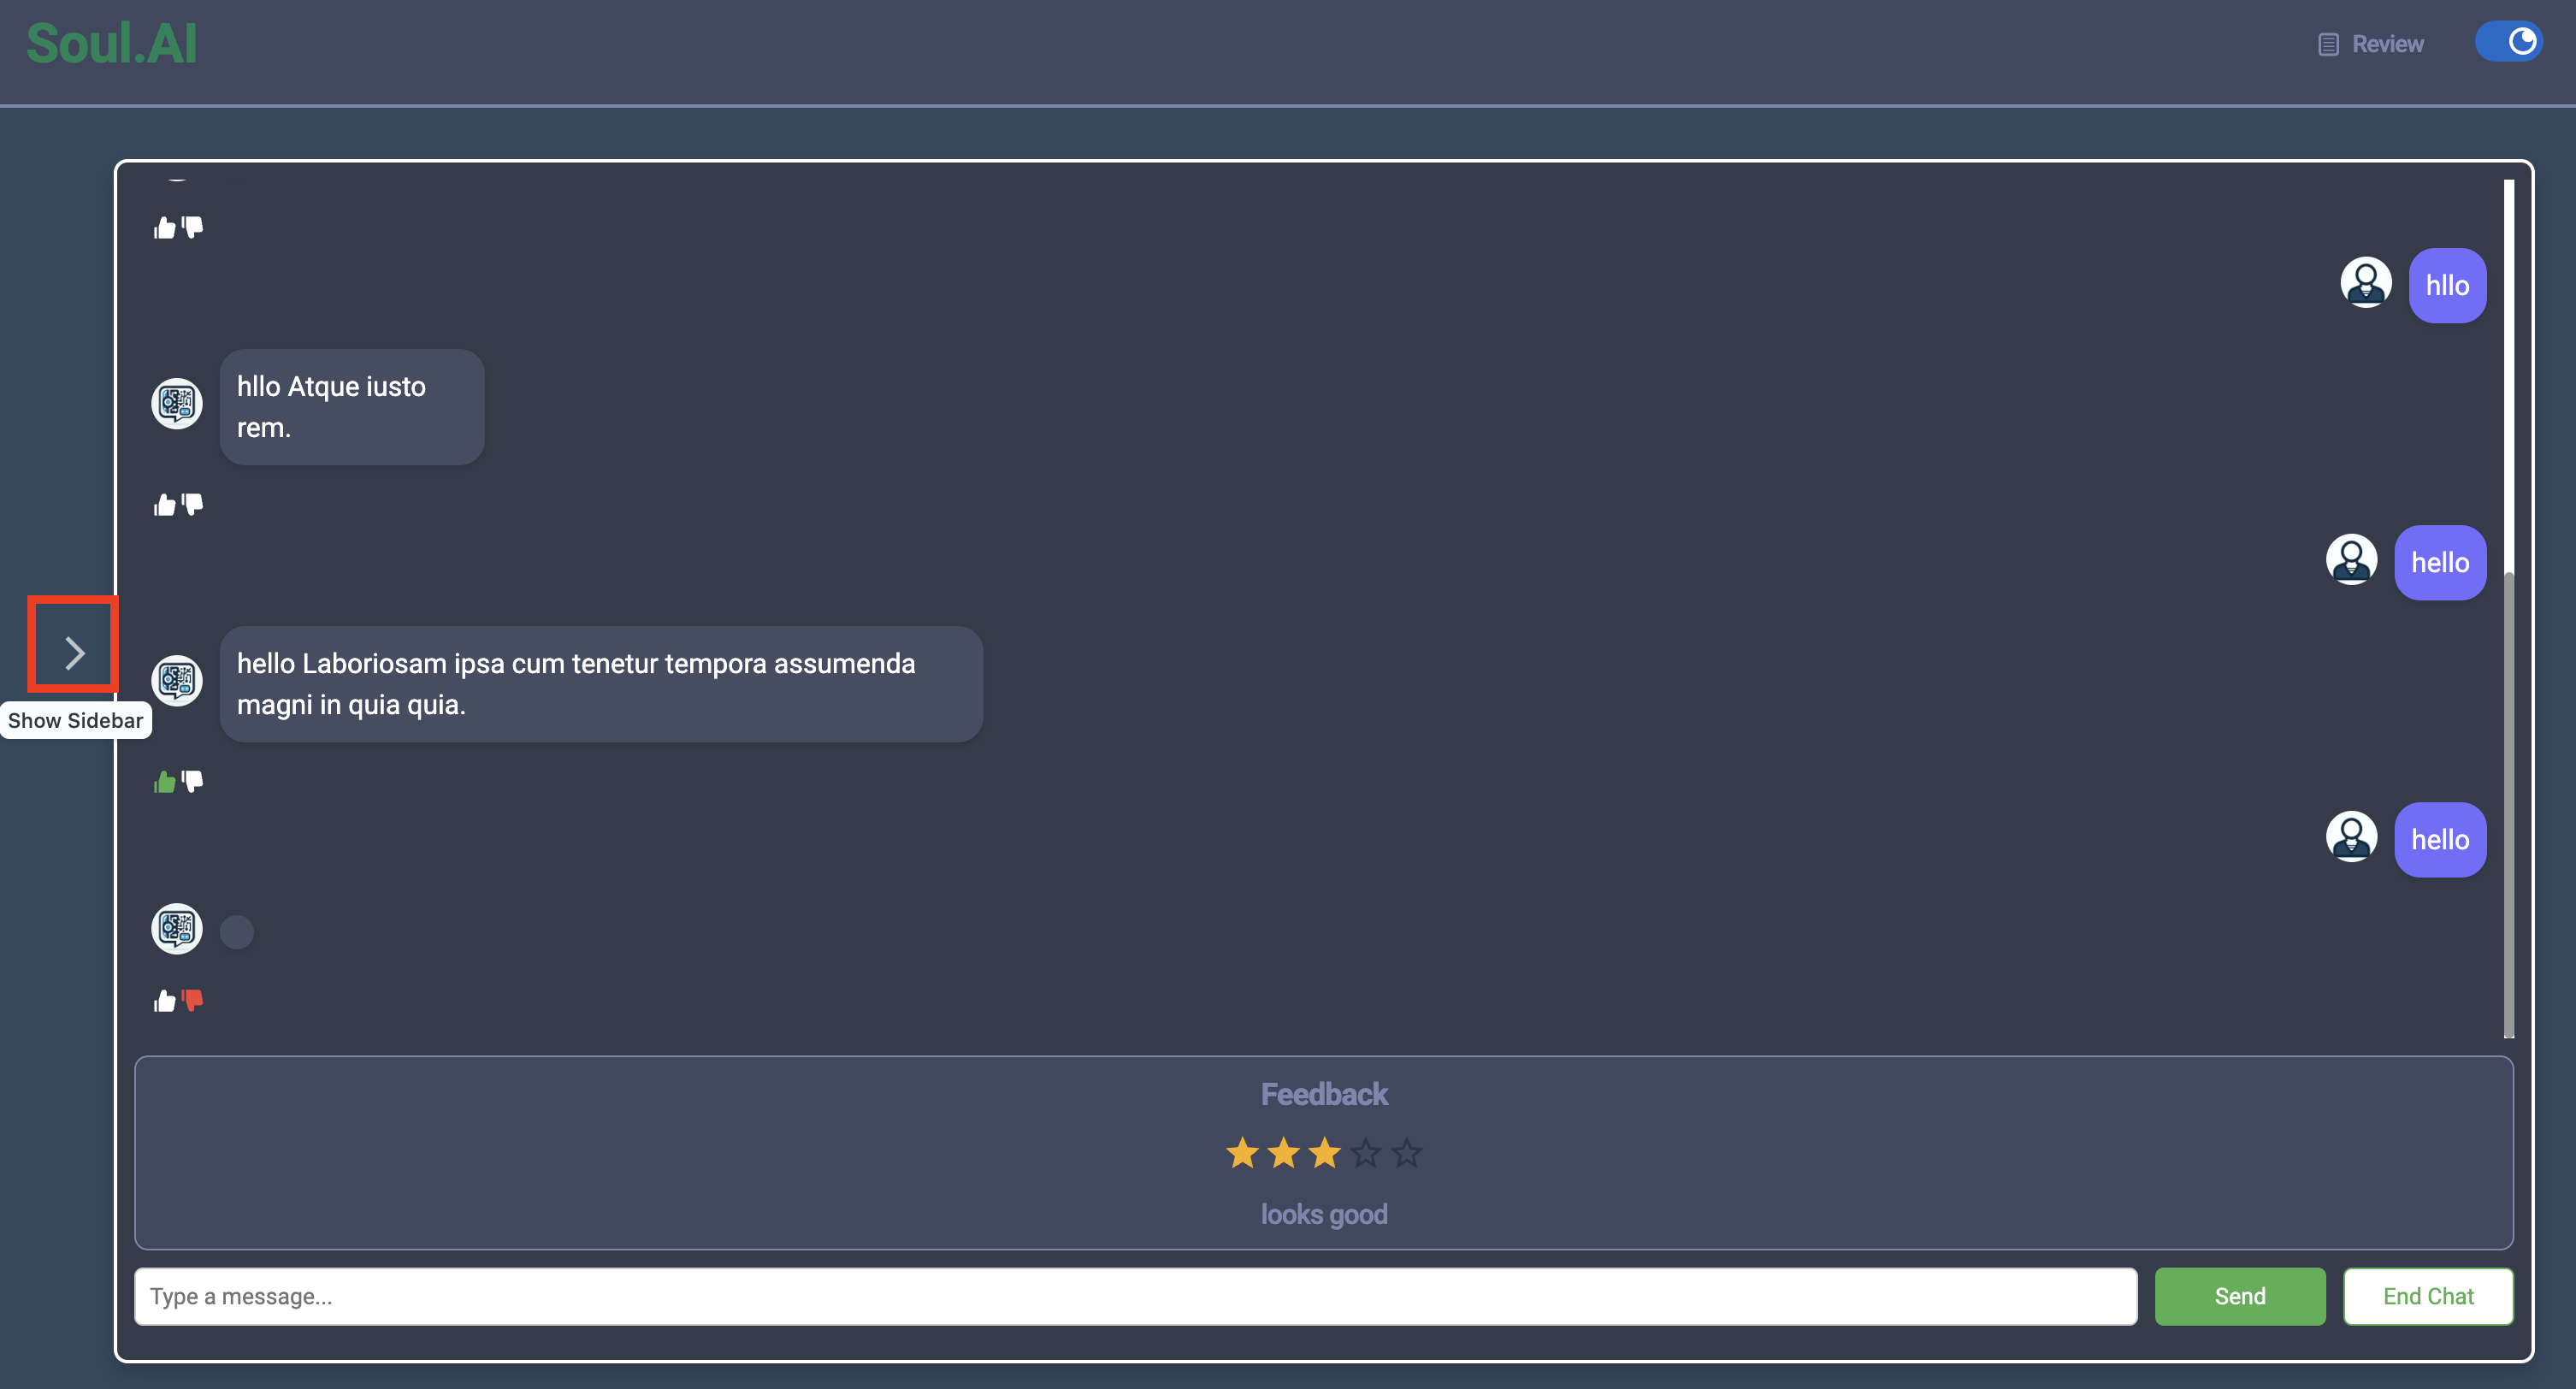 Soul.AI
Review
hllo
hllo Atque iusto
rem.
hello
hello Laboriosam ipsa cum tenetur tempora assumenda
magni in quia quia.
Show Sidebar
hello
Feedback
looks good
Type a message...
Send
End Chat